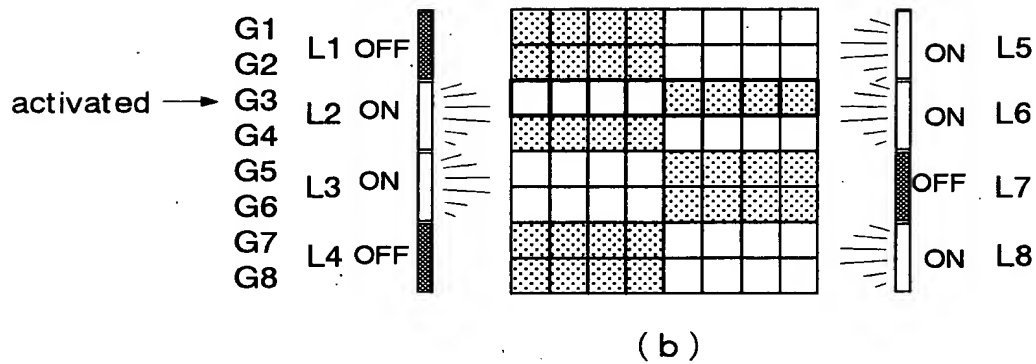 G1
L1 OFF
ON L5
G2
activated
G3
L2 ON
ON L6
G4
G5
L3 ON
OFF L7
G6
G7
L4 OFF
ON L8
G8
(b)